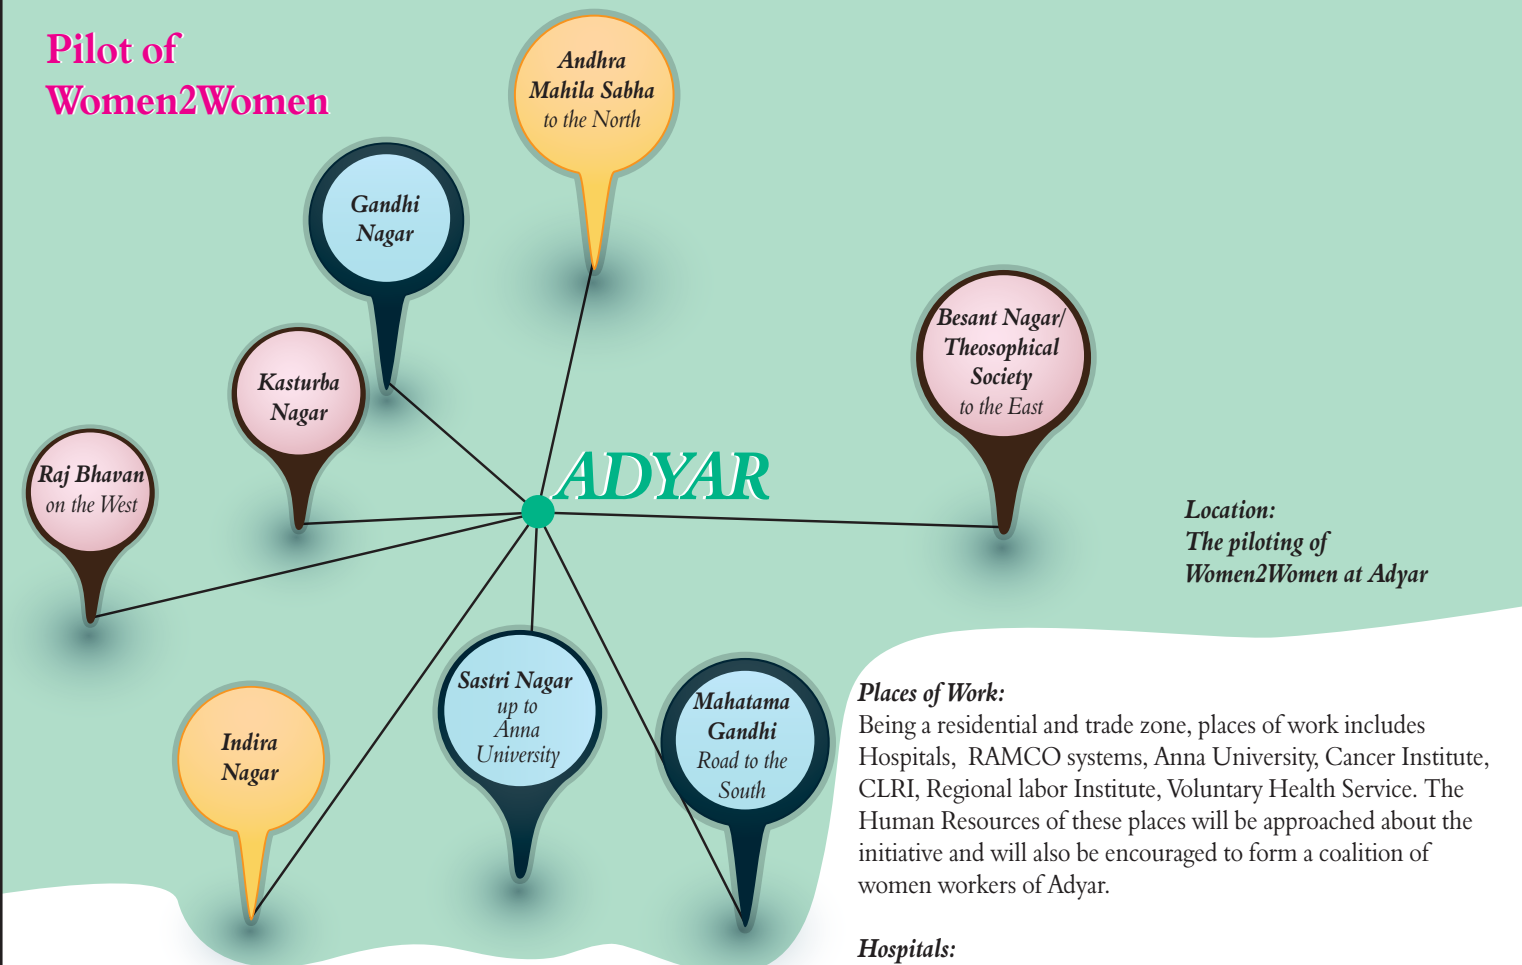 Pilot of
Women2Women
Andhra
Mahila Sabha
to the North
Gandhi
Nagar
Besant Nagar/
Theosophical
Society
to the East
Kasturba
Nagar
Raj Bhavan
on the West
ADYAR
Location:
The piloting of
Women2Women at Adyar
Indira
Nagar
Sastri Nagar
up to
Anna
University
Mahatama
Gandhi
Road to the
South
Places of Work:
Being a residential and trade zone, places of work includes
Hospitals, RAMCO systems, Anna University, Cancer Institute,
CLRI, Regional labor Institute, Voluntary Health Service. The
Human Resources of these places will be approached about the
initiative and will also be encouraged to form a coalition of
women workers of Adyar.
Hospitals: